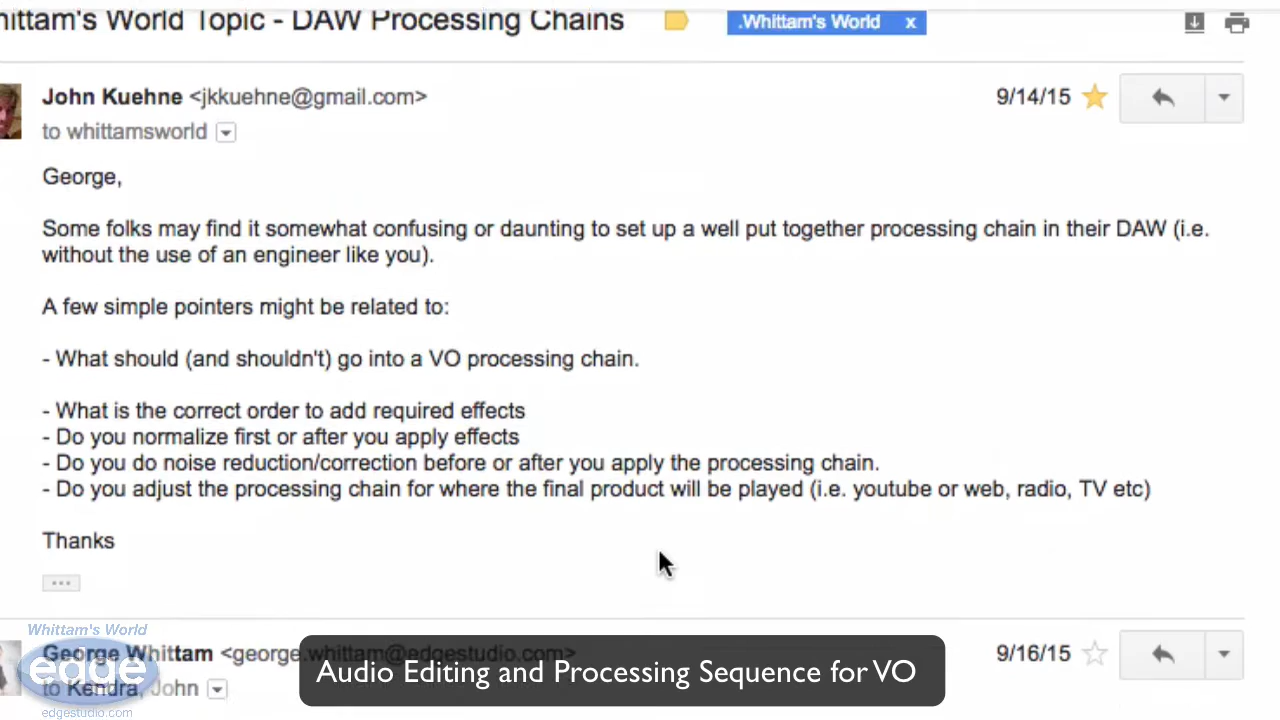 hittam's World Topic - DAW Processing Chains
.Whittam's World x
John Kuehne <jkkuehne@gmail.com>
9/14/15
to whittamsworld
George,
Some folks may find it somewhat confusing or daunting to set up a well put together processing chain in their DAW (i.e.
without the use of an engineer like you).
A few simple pointers might be related to:
- What should (and shouldn't) go into a VO processing chain.
- What is the correct order to add required effects
- Do you normalize first or after you apply effects
- Do you do noise reduction/correction before or after you apply the processing chain.
- Do you adjust the processing chain for where the final product will be played (i.e. youtube or web, radio, TV etc)
Thanks
Whittam's World
George Whittam <george.whittam@edgestudio.com>
9/16/15
edge
to Kendra, John
Audio Editing and Processing Sequence for VO
edgestudio.com